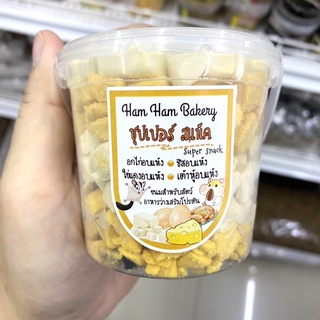 Ham Ham Bakery
ซุปเปอร์ สแน็ค
Super snack
อกไก่อบแห้ง ชีสอบแห้ง
ไข่แดงอบแห้ง เต้าหู้อบแห้ง
ขนมสำหรับสัตว์
อาหารว่างเสริมโปรตีน